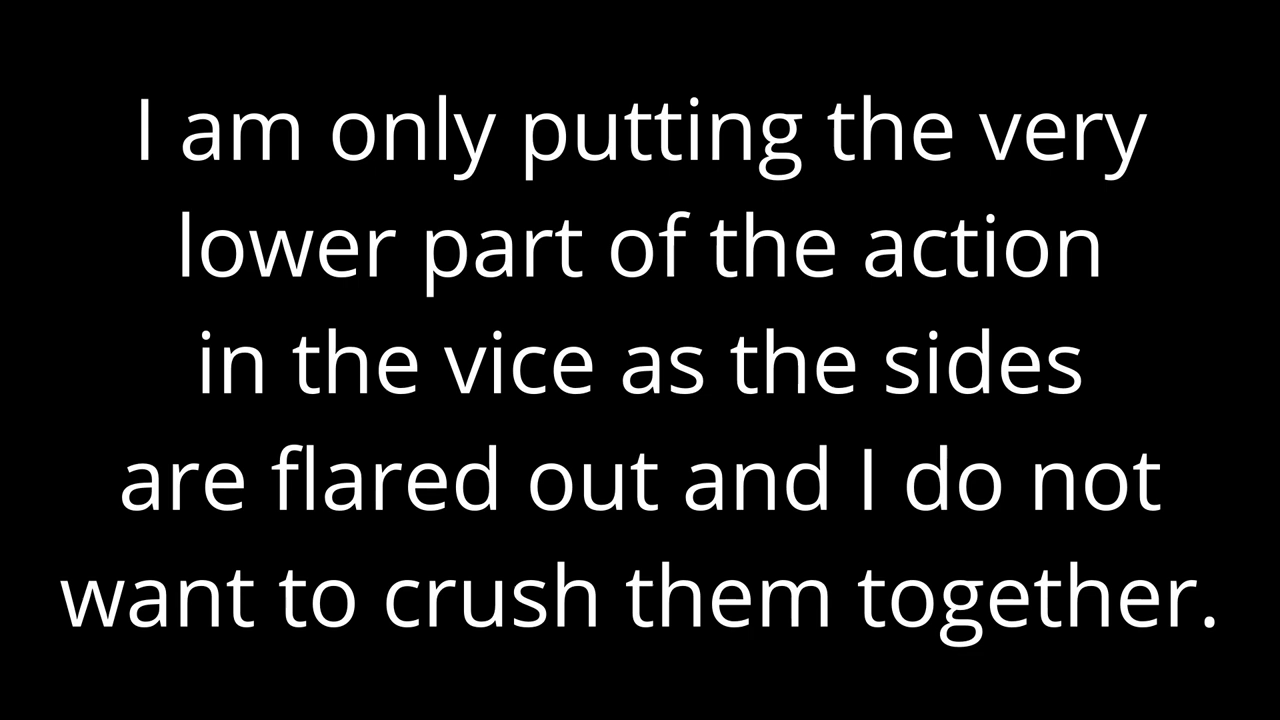 I am only putting the very
lower part of the action
in the vice as the sides
are flared out and I do not
want to crush them together.